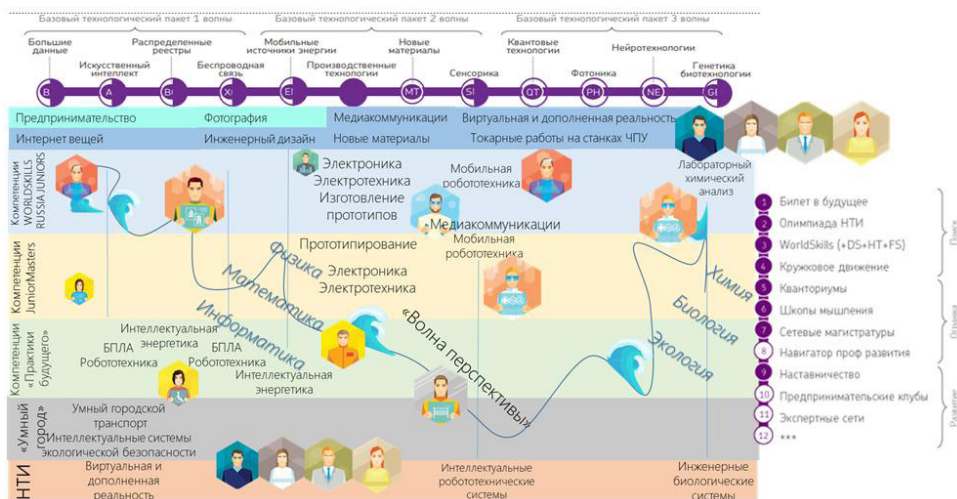 Базовый технологический пакет 1 волны
Базовый технологический пакет 2 волны
Базовый технологический пакет 3 волны
Большие
данные
Распределенные
реестры
Мобильные
источники энергии
Новые
материалы
Квантовые
технологии
Нейротехнологии
Искусственный
интеллект
Беспроводная
связь
Производственные
технологии
Сенсорика
Фотоника
Генетика
биотехнологии
MT
QT
PH
NE
Предпринимательство
Фотография
Медиакоммуникации
Виртуальная и дополненная реальность
Интернет вещей
Инженерный дизайн
Новые материалы
Токарные работы на станках ЧПУ
Компетенции
WORLDSKILLS
RUSSIA JUNIORS
Электроника
Электротехника
Изготовление
прототипов
Мобильная
робототехника
Лабораторный
химический
анализ
Медиакоммуникации
Компетенции
JuniorMasters
Прототипирование
Мобильная
робототехника
Электроника
Электротехника
Физика
Математика
Информатика
Химия
Биология
Экология
«Волна перспективы»
Компетенции
«Практики
будущего»
Интеллектуальная
энергетика
БПЛА
Робототехника
БПЛА
Робототехника
Интеллектуальная
энергетика
«Умный
город»
Умный городской
транспорт
Интеллектуальные системы
экологической безопасности
НТИ
Виртуальная и
дополненная
реальность
Интеллектуальные
робототехнические
системы
Инженерные
биологические
системы
1 Билет в будущее
2 Олимпиада НТИ
3 WorldSkills (+DS+HT+FS)
4 Кружковое движение
5 Кванториумы
6 Школы мышления
7 Сетевые магистратуры
8 Навигатор проф развития
9 Наставничество
10 Предпринимательские клубы
11 Экспертные сети
12 ***
Поиск
Огранка
Развитие